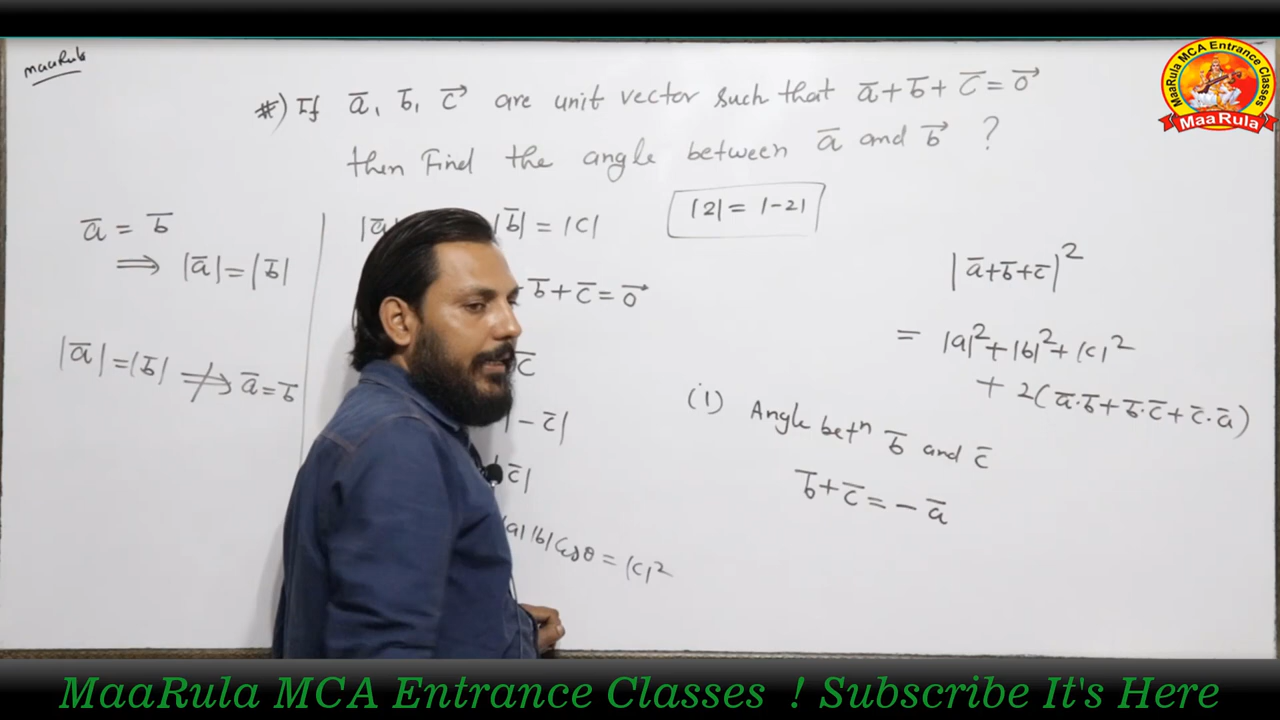 maaRula
#) If a̅, b̅, c⃗ are unit vector such that a̅+b̅+c̅=0⃗
then Find the angle between a̅ and b⃗ ?
a̅ = b̅
⟹ |a̅|=|b̅|
|a̅|=|b̅| ⇏ a̅=b̅
|a̅| |b̅| = |c|
b̅+c̅=0⃗
c̅
|-c̅|
c̅|
|a||b|Cosθ = |c|²
|2| = |-2|
|a̅+b̅+c̅|²
= |a|²+|b|²+|c|²
+ 2(a̅·b̅+b̅·c̅+c̅·a̅)
(i) Angle betⁿ b̅ and c̅
b̅+c̅=-a̅
MaaRula MCA Entrance Classes
MaaRula
MaaRula MCA Entrance Classes ! Subscribe It's Here